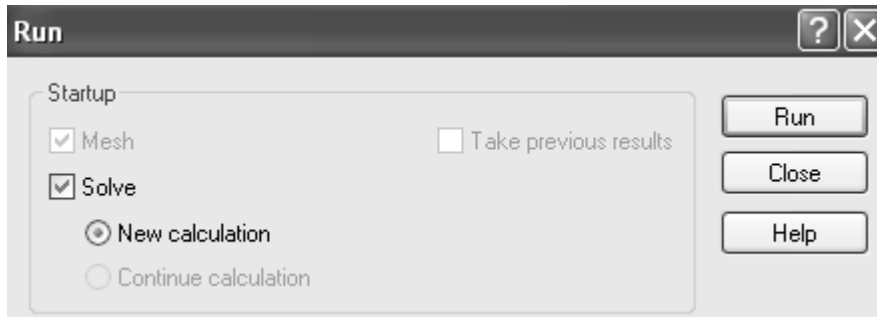 Run
Startup
Mesh
Take previous results
Solve
New calculation
Continue calculation
Run
Close
Help